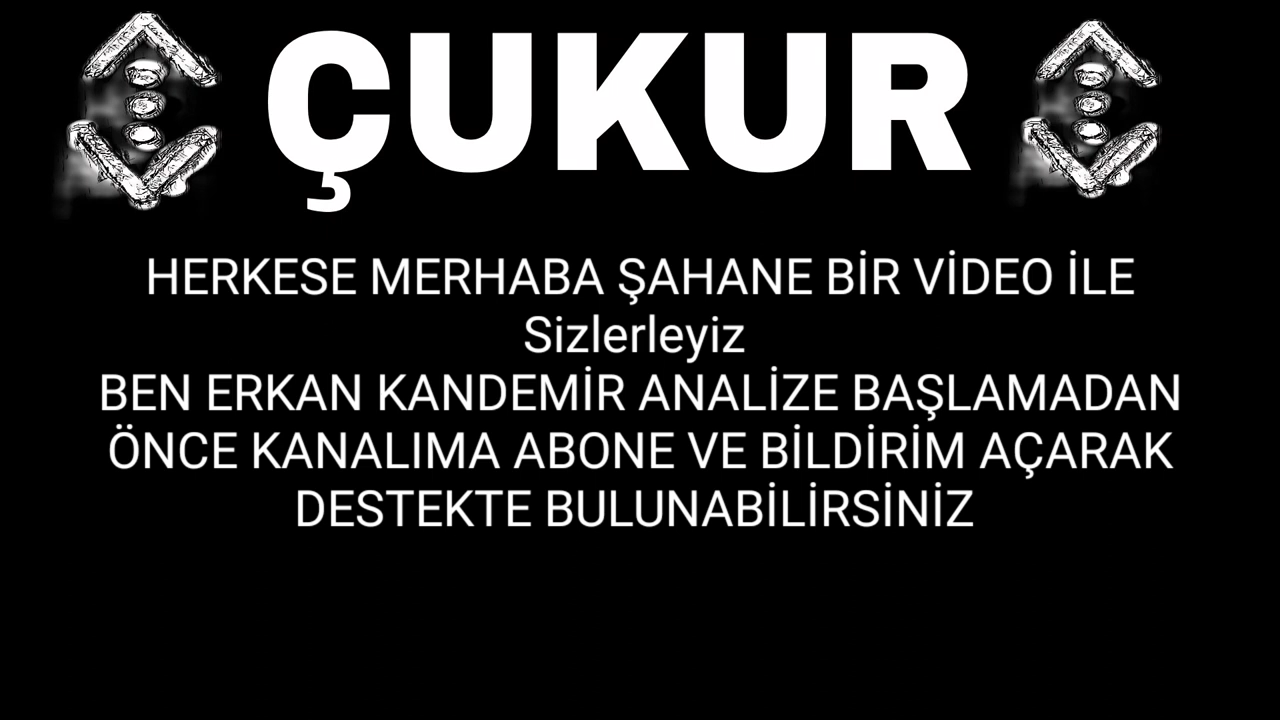 ÇUKUR
HERKESE MERHABA ŞAHANE BİR VİDEO İLE
Sizlerleyiz
BEN ERKAN KANDEMİR ANALİZE BAŞLAMADAN
ÖNCE KANALIMA ABONE VE BİLDİRİM AÇARAK
DESTEKTE BULUNABİLİRSİNİZ